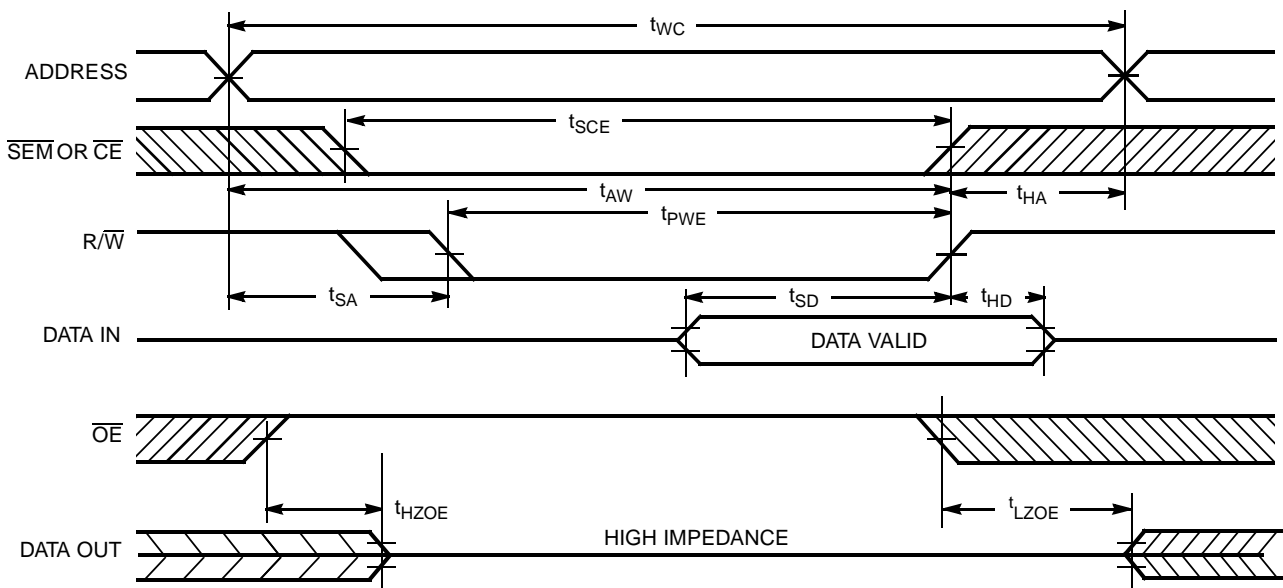 tWC
ADDRESS
tSCE
SEM OR CE
tAW
tHA
tPWE
R/W
tSA
tSD
tHD
DATA IN
DATA VALID
OE
tHZOE
tLZOE
HIGH IMPEDANCE
DATA OUT